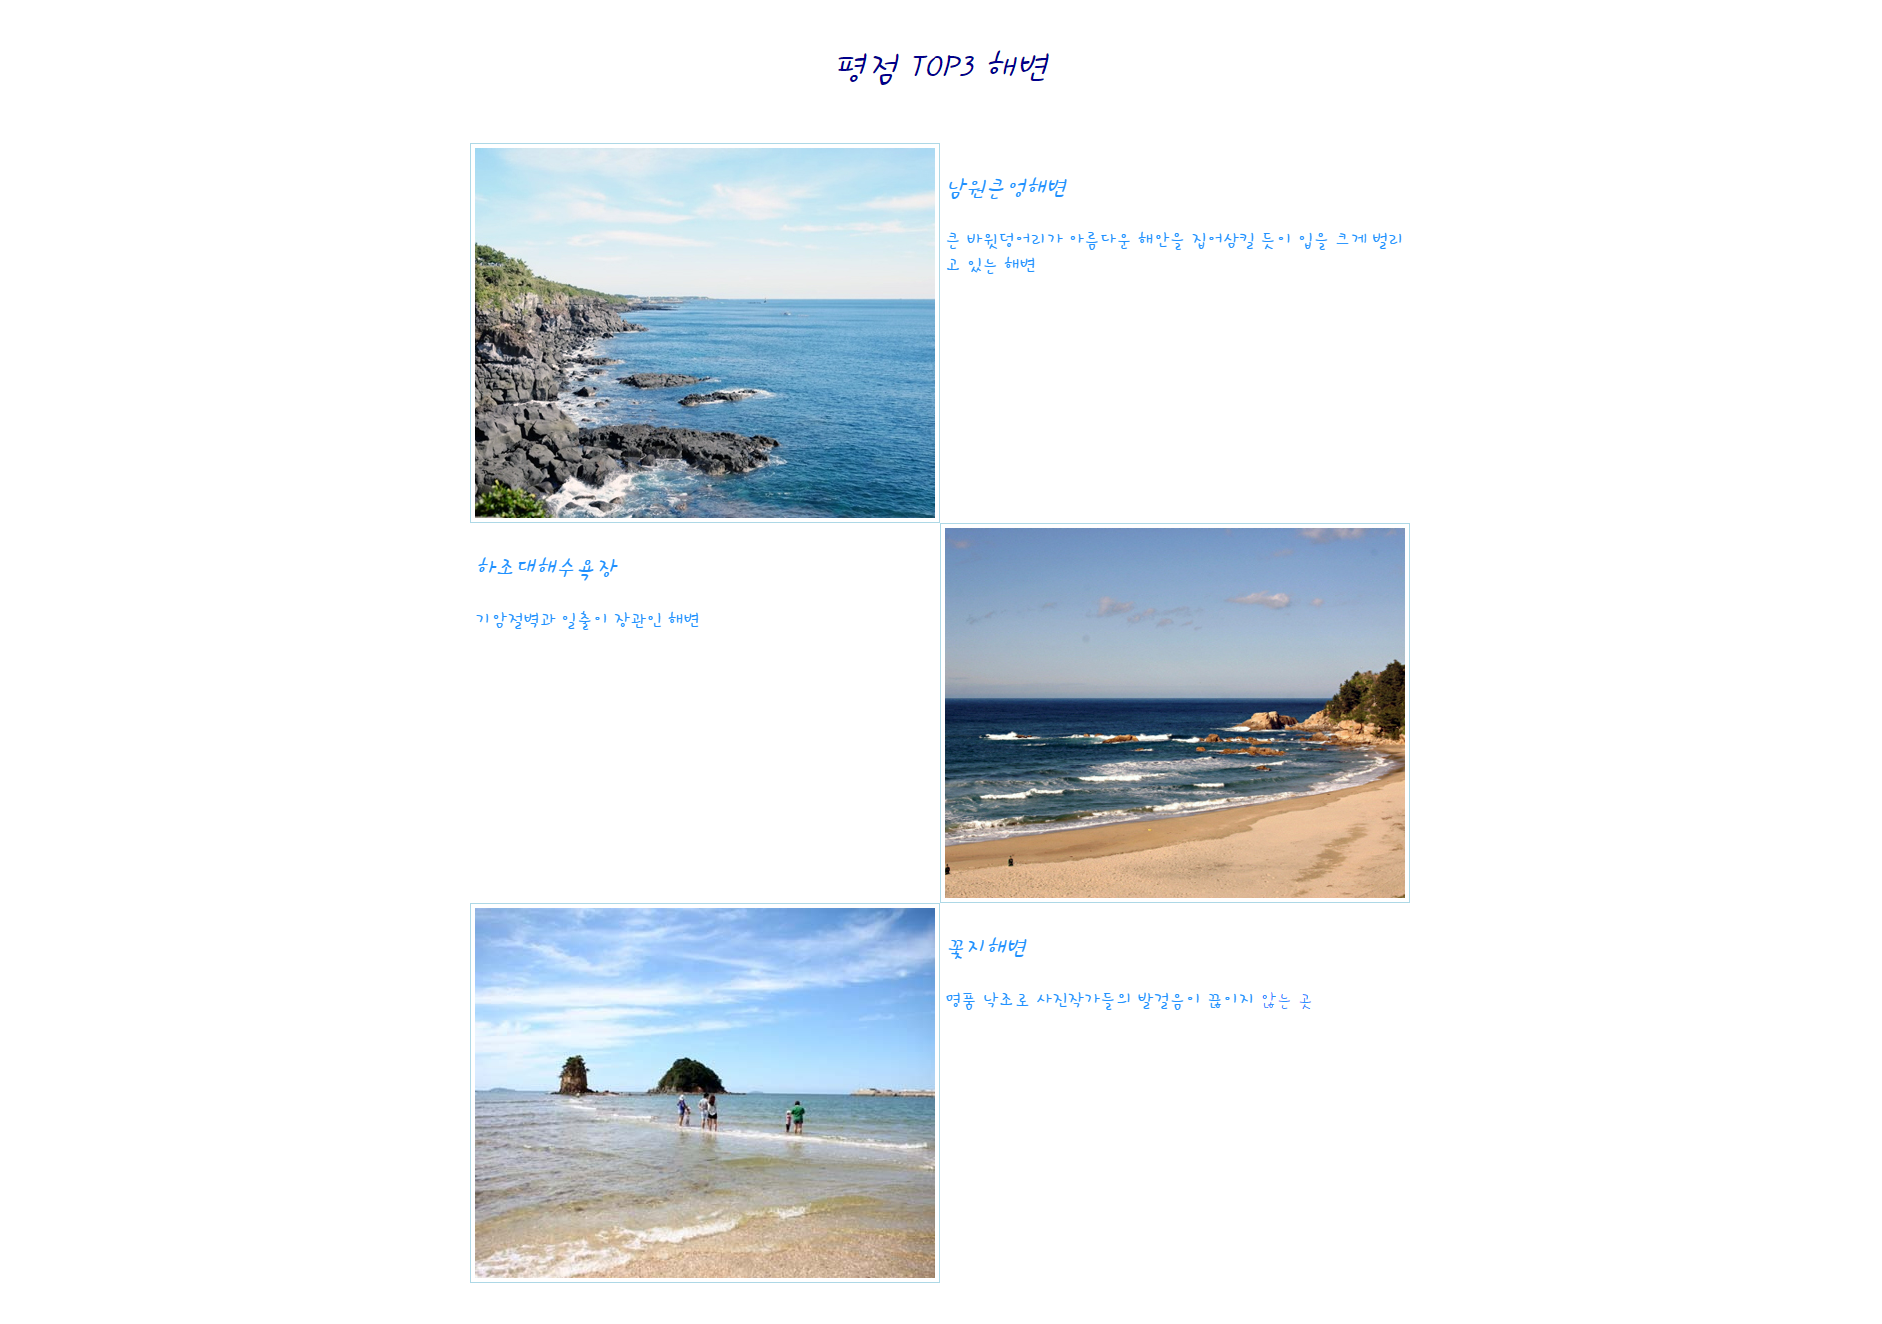 평점 TOP3 해변
남원큰엉해변
큰 바윗덩어리가 아름다운 해안을 집어삼킬 듯이 입을 크게 벌리
고 있는 해변
하조대해수욕장
기암절벽과 일출이 장관인 해변
꽃지해변
명품 낙조로 사진작가들의 발걸음이 끊이지 않는 곳